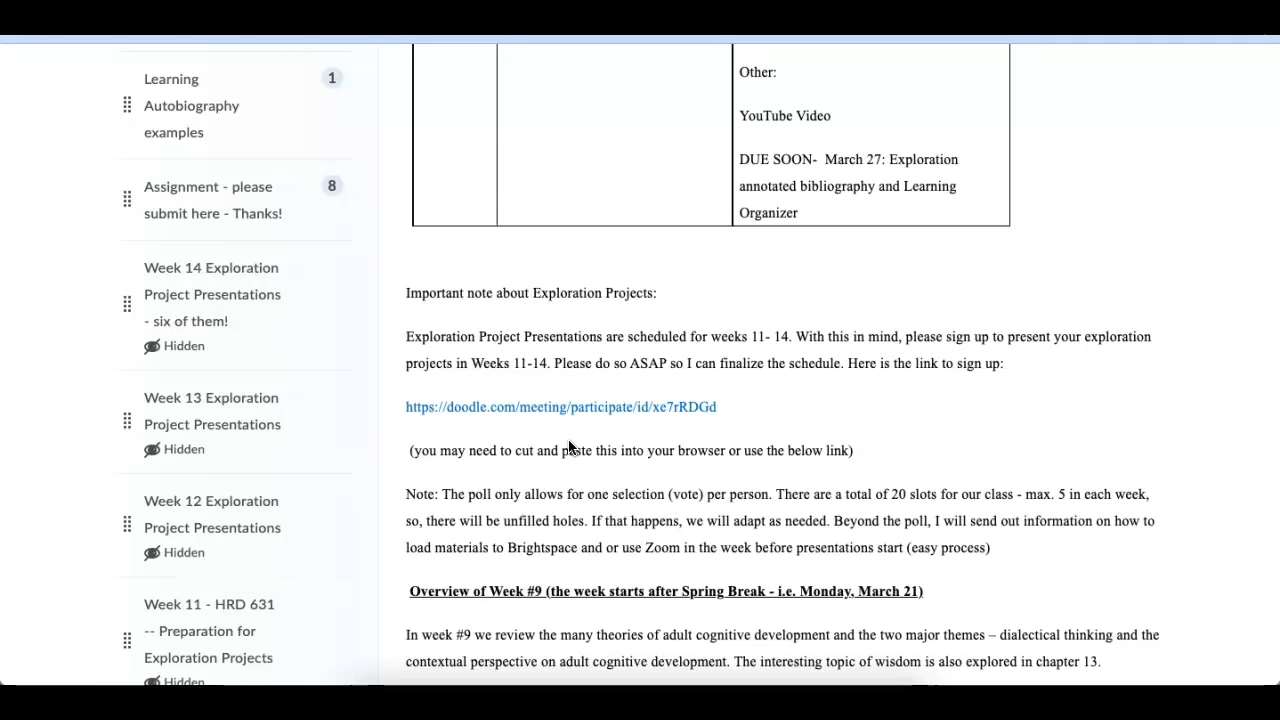 Learning
Autobiography
examples
1
Assignment - please
submit here - Thanks!
8
Week 14 Exploration
Project Presentations
- six of them!
Hidden
Week 13 Exploration
Project Presentations
Hidden
Week 12 Exploration
Project Presentations
Hidden
Week 11 - HRD 631
-- Preparation for
Exploration Projects
Hidden
Other:
YouTube Video
DUE SOON- March 27: Exploration
annotated bibliography and Learning
Organizer
Important note about Exploration Projects:
Exploration Project Presentations are scheduled for weeks 11- 14. With this in mind, please sign up to present your exploration
projects in Weeks 11-14. Please do so ASAP so I can finalize the schedule. Here is the link to sign up:
https://doodle.com/meeting/participate/id/xe7rRDGd
(you may need to cut and paste this into your browser or use the below link)
Note: The poll only allows for one selection (vote) per person. There are a total of 20 slots for our class - max. 5 in each week,
so, there will be unfilled holes. If that happens, we will adapt as needed. Beyond the poll, I will send out information on how to
load materials to Brightspace and or use Zoom in the week before presentations start (easy process)
Overview of Week #9 (the week starts after Spring Break - i.e. Monday, March 21)
In week #9 we review the many theories of adult cognitive development and the two major themes – dialectical thinking and the
contextual perspective on adult cognitive development. The interesting topic of wisdom is also explored in chapter 13.